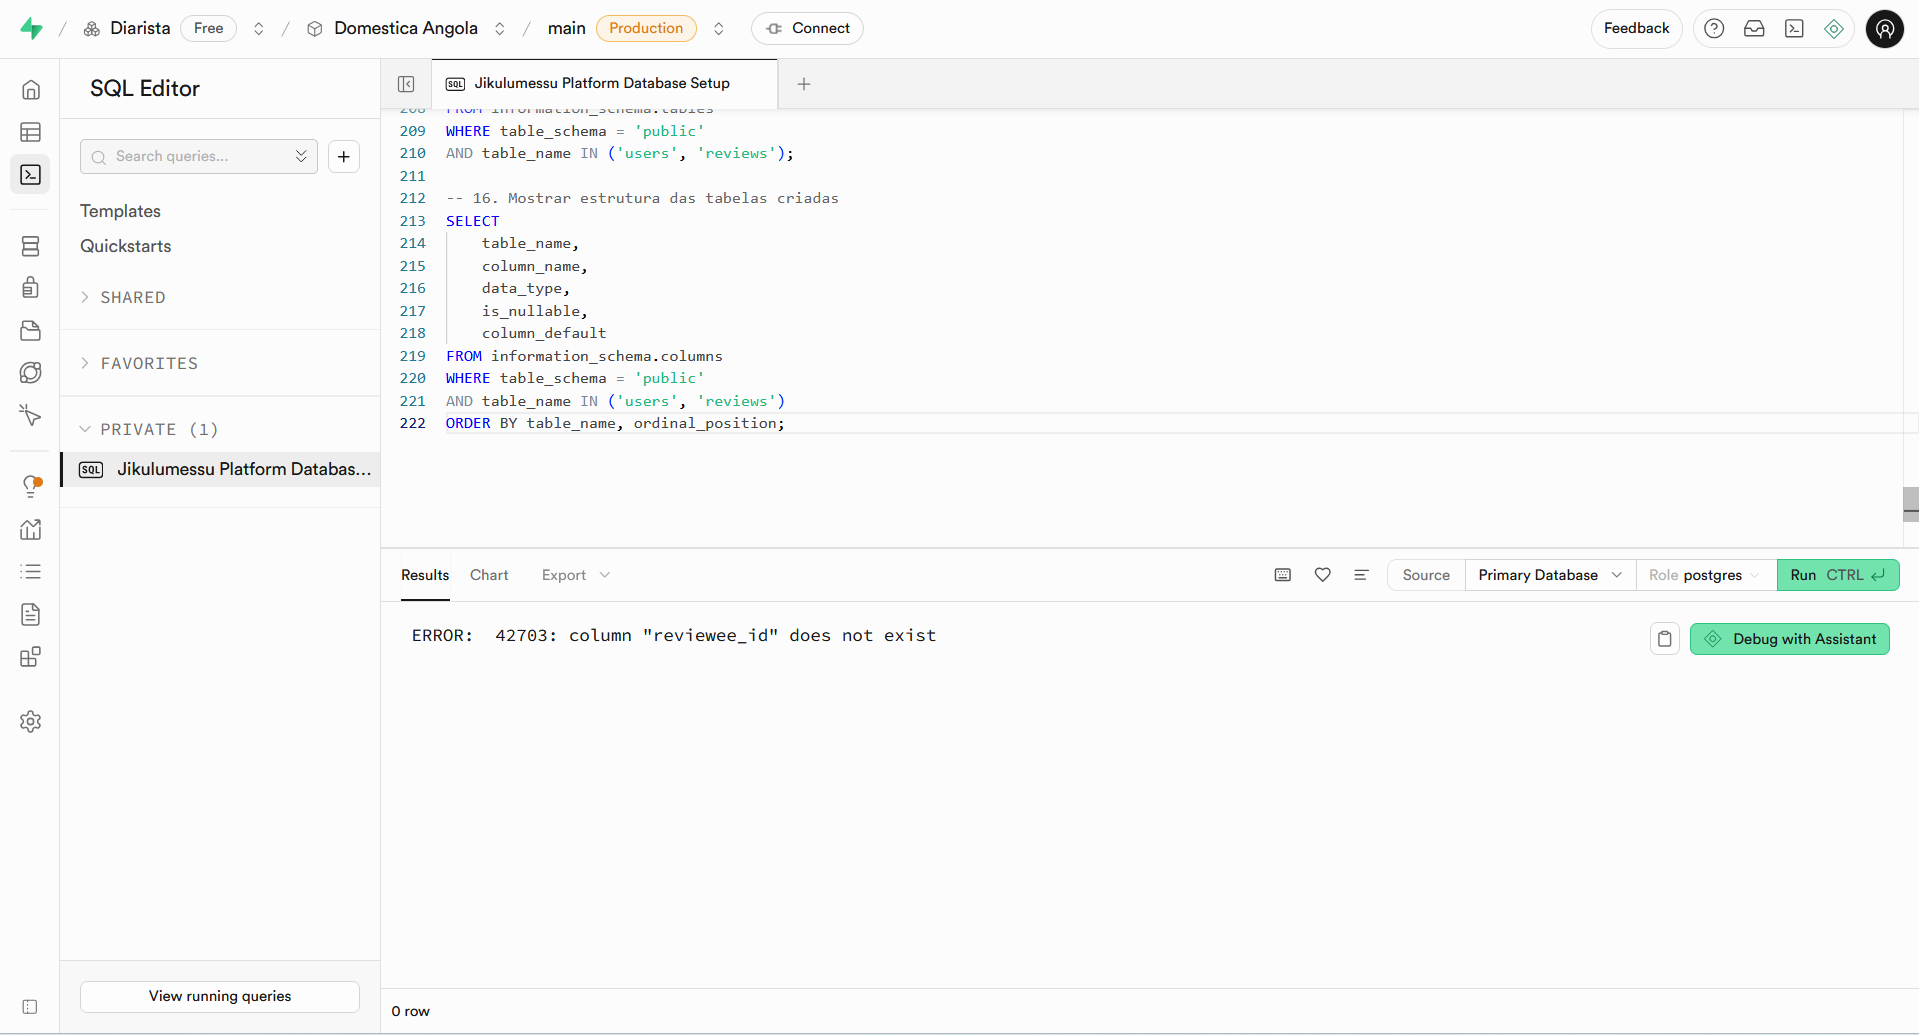 Diarista Free
Domestica Angola
main Production
Connect
Feedback
SQL Editor
SQL Jikulumessu Platform Database Setup
Search queries...
Templates
Quickstarts
SHARED
FAVORITES
PRIVATE (1)
SQL Jikulumessu Platform Databas...
View running queries
208 FROM information_schema.tables
209 WHERE table_schema = 'public'
210 AND table_name IN ('users', 'reviews');
211
212 -- 16. Mostrar estrutura das tabelas criadas
213 SELECT
214 table_name,
215 column_name,
216 data_type,
217 is_nullable,
218 column_default
219 FROM information_schema.columns
220 WHERE table_schema = 'public'
221 AND table_name IN ('users', 'reviews')
222 ORDER BY table_name, ordinal_position;
Results Chart Export
Source Primary Database Role postgres Run CTRL
ERROR: 42703: column "reviewee_id" does not exist
Debug with Assistant
0 row